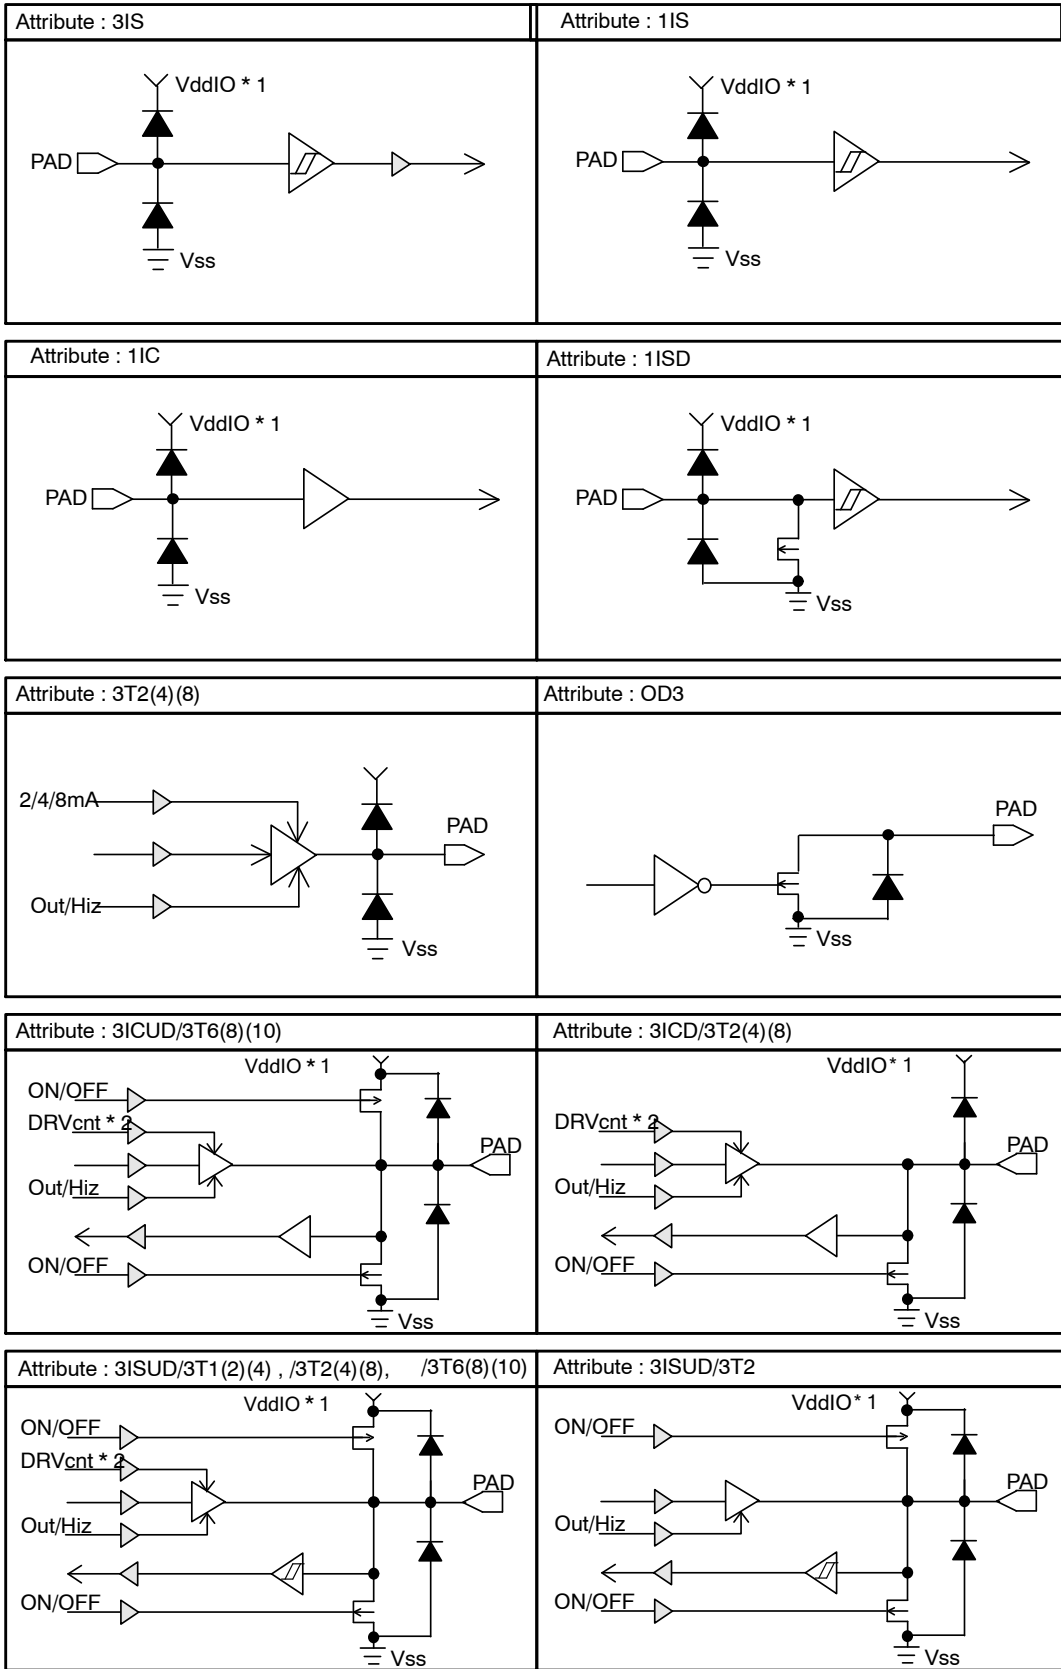 Attribute : 3IS
Attribute : 1IS
VddIO * 1
PAD
Vss
VddIO * 1
PAD
Vss
Attribute : 1IC
Attribute : 1ISD
VddIO * 1
PAD
Vss
VddIO * 1
PAD
Vss
Attribute : 3T2(4)(8)
Attribute : OD3
2/4/8mA
PAD
Out/Hiz
Vss
PAD
Vss
Attribute : 3ICUD/3T6(8)(10)
Attribute : 3ICD/3T2(4)(8)
VddIO * 1
ON/OFF
DRVcnt * 2
PAD
Out/Hiz
ON/OFF
Vss
VddIO * 1
DRVcnt * 2
PAD
Out/Hiz
ON/OFF
Vss
Attribute : 3ISUD/3T1(2)(4) , /3T2(4)(8), /3T6(8)(10)
Attribute : 3ISUD/3T2
VddIO * 1
ON/OFF
DRVcnt * 2
PAD
Out/Hiz
ON/OFF
Vss
VddIO * 1
ON/OFF
PAD
Out/Hiz
ON/OFF
Vss